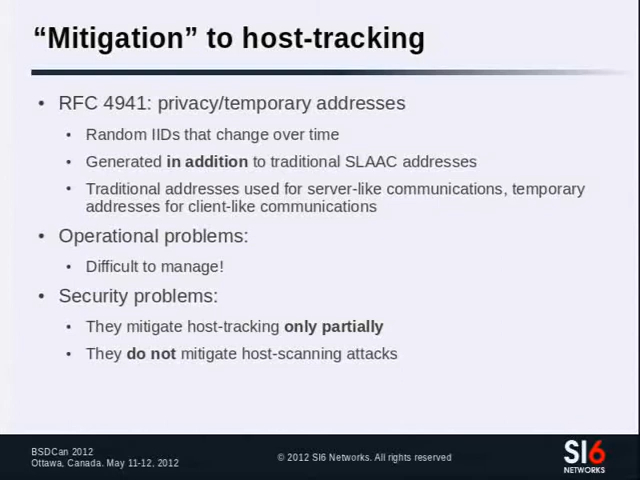 “Mitigation” to host-tracking
• RFC 4941: privacy/temporary addresses
• Random IIDs that change over time
• Generated in addition to traditional SLAAC addresses
• Traditional addresses used for server-like communications, temporary
addresses for client-like communications
• Operational problems:
• Difficult to manage!
• Security problems:
• They mitigate host-tracking only partially
• They do not mitigate host-scanning attacks
BSDCan 2012
Ottawa, Canada. May 11-12, 2012
© 2012 SI6 Networks. All rights reserved
SI6
NETWORKS